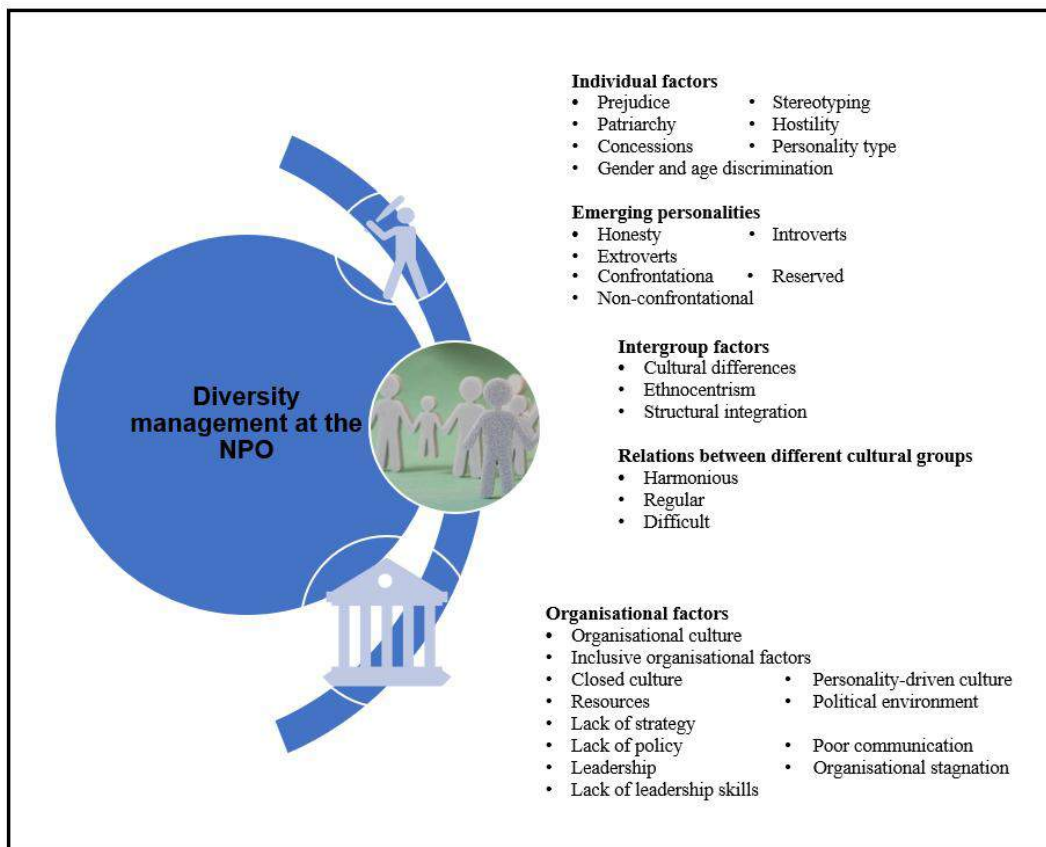 Diversity
management at the
NPO
Individual factors
• Prejudice • Stereotyping
• Patriarchy • Hostility
• Concessions • Personality type
• Gender and age discrimination
Emerging personalities
• Honesty • Introverts
• Extroverts
• Confrontationa • Reserved
• Non-confrontational
Intergroup factors
• Cultural differences
• Ethnocentrism
• Structural integration
Relations between different cultural groups
• Harmonious
• Regular
• Difficult
Organisational factors
• Organisational culture
• Inclusive organisational factors
• Closed culture • Personality-driven culture
• Resources • Political environment
• Lack of strategy
• Lack of policy • Poor communication
• Leadership • Organisational stagnation
• Lack of leadership skills